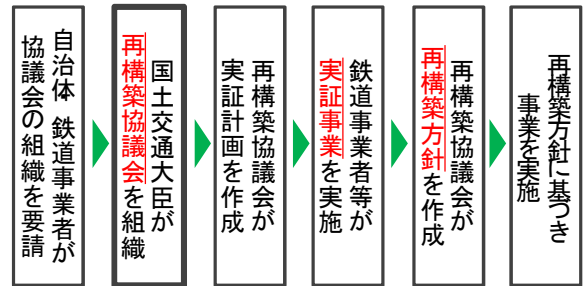 自治体、鉄道事業者が
協議会の組織を要請
国土交通大臣が
再構築協議会を組織
再構築協議会が
実証計画を作成
鉄道事業者等が
実証事業を実施
再構築協議会が
再構築方針を作成
再構築方針に基づき
事業を実施